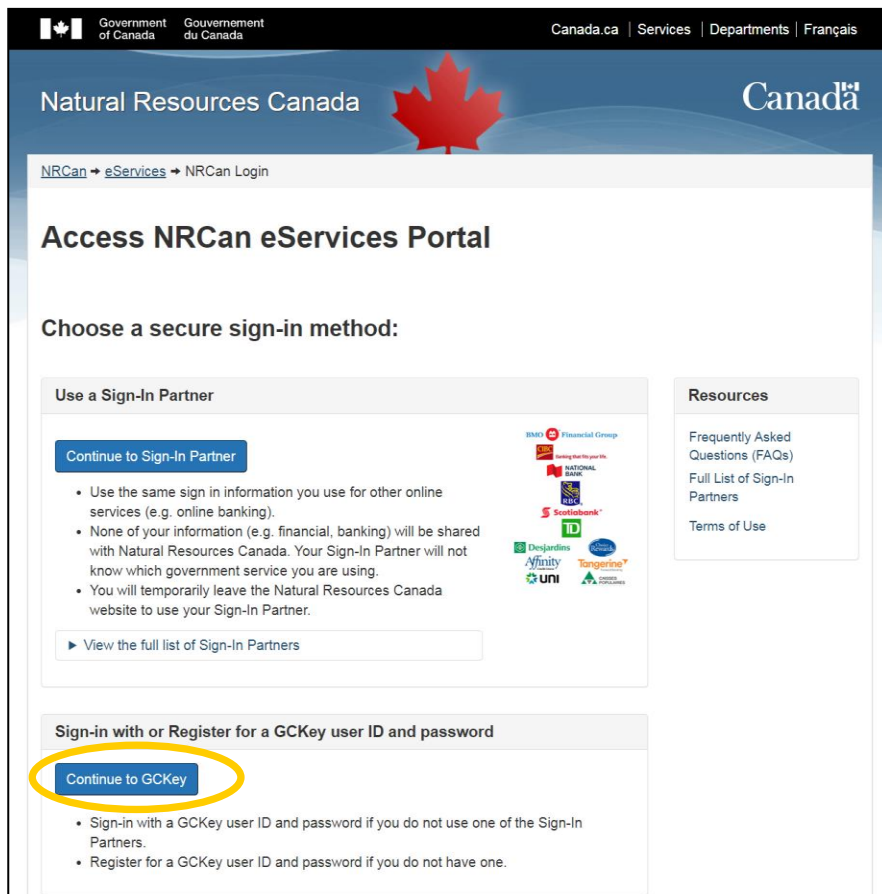 Government of Canada Gouvernement du Canada
Canada.ca | Services | Departments | Français
Natural Resources Canada
Canada
NRCan → eServices → NRCan Login
Access NRCan eServices Portal
Choose a secure sign-in method:
Use a Sign-In Partner
Continue to Sign-In Partner
• Use the same sign in information you use for other online
services (e.g. online banking).
• None of your information (e.g. financial, banking) will be shared
with Natural Resources Canada. Your Sign-In Partner will not
know which government service you are using.
• You will temporarily leave the Natural Resources Canada
website to use your Sign-In Partner.
► View the full list of Sign-In Partners
BMO Financial Group
CIBC Banking that fits your life.
NATIONAL
BANK
RBC
Scotiabank
TD
Desjardins
Affinity Tangerine
UNI CAISSES
POPULAIRES
Resources
Frequently Asked
Questions (FAQs)
Full List of Sign-In
Partners
Terms of Use
Sign-in with or Register for a GCKey user ID and password
Continue to GCKey
• Sign-in with a GCKey user ID and password if you do not use one of the Sign-In
Partners.
• Register for a GCKey user ID and password if you do not have one.